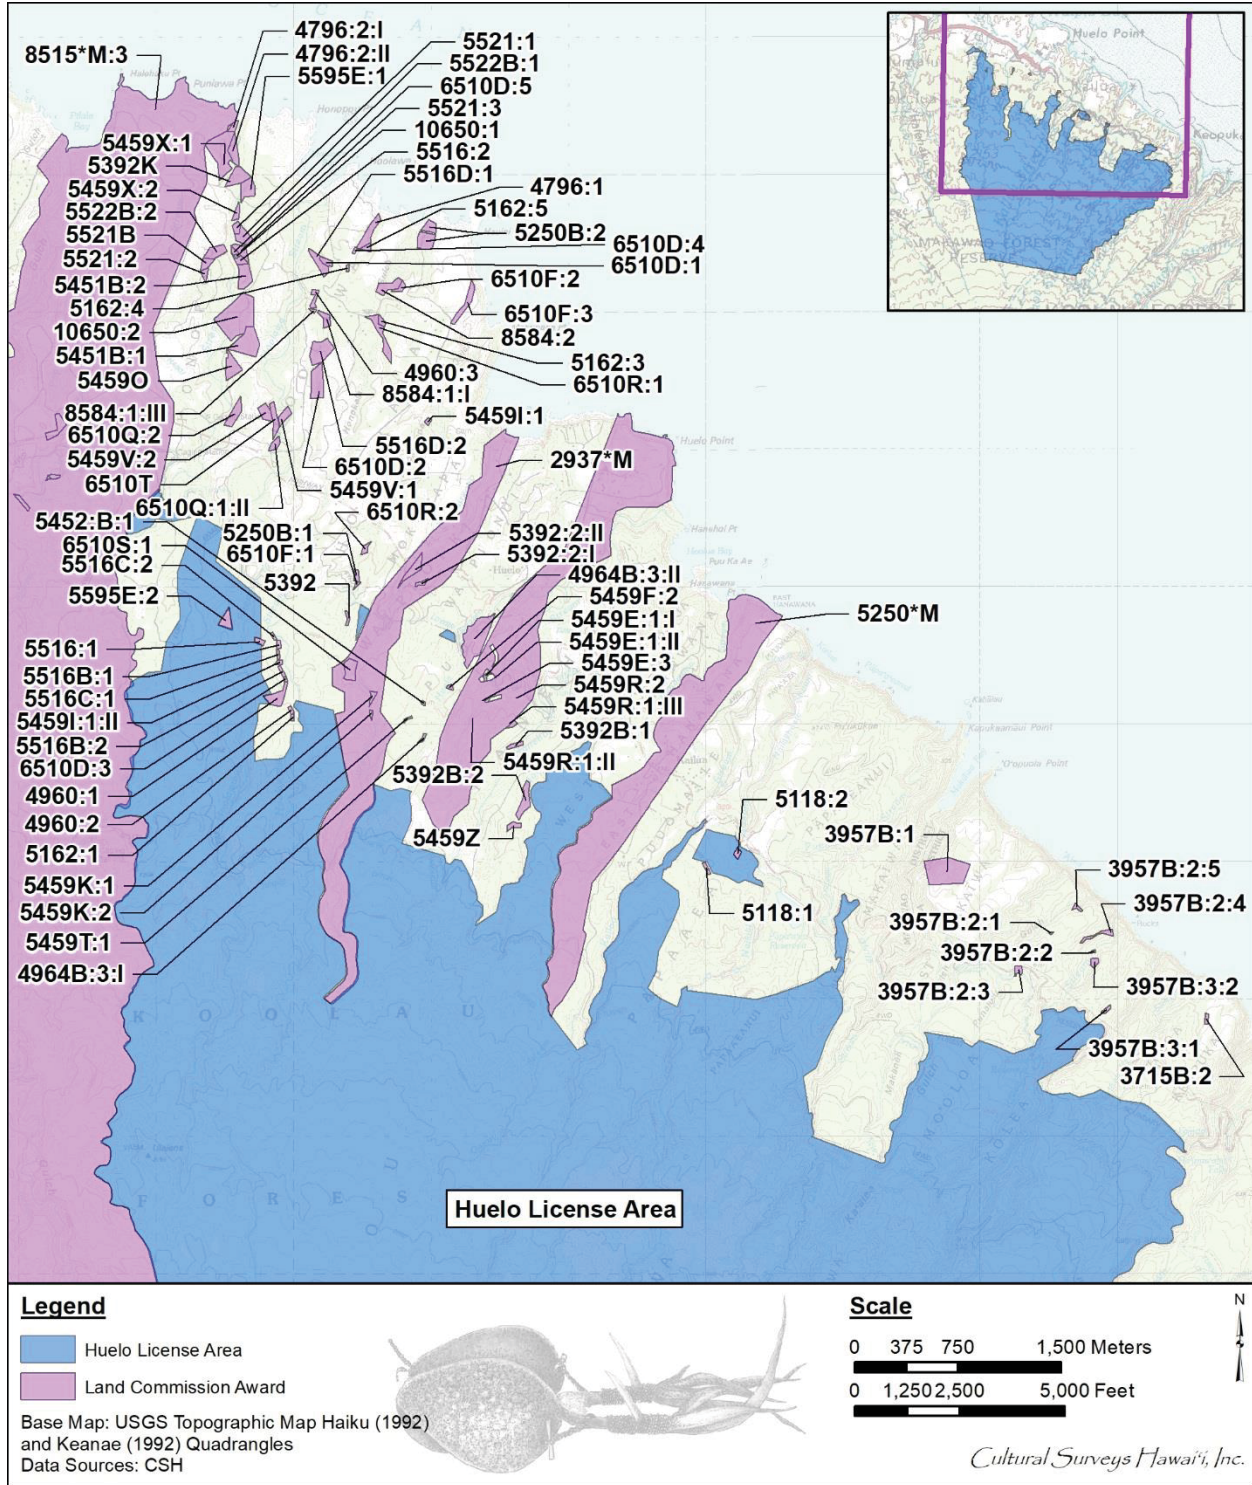 8515*M:3
4796:2:I
4796:2:II
5595E:1
5521:1
5522B:1
6510D:5
5521:3
10650:1
5516:2
5516D:1
4796:1
5162:5
5250B:2
6510D:4
6510D:1
6510F:2
6510F:3
8584:2
5162:3
6510R:1
4960:3
8584:1:I
5459I:1
5516D:2
6510D:2
5459V:1
6510R:2
2937*M
5459X:1
5392K
5459X:2
5522B:2
5521B
5521:2
5451B:2
5162:4
10650:2
5451B:1
5459O
8584:1:III
6510Q:2
5459V:2
6510T
6510Q:1:II
5452:B:1
6510S:1
5516C:2
5250B:1
6510F:1
5392
5595E:2
5516:1
5516B:1
5516C:1
5459I:1:II
5516B:2
6510D:3
4960:1
4960:2
5162:1
5459K:1
5459K:2
5459T:1
4964B:3:I
5392:2:II
5392:2:I
4964B:3:II
5459F:2
5459E:1:I
5459E:1:II
5459E:3
5459R:2
5459R:1:III
5392B:1
5459R:1:II
5392B:2
5459Z
5250*M
5118:2
5118:1
3957B:1
3957B:2:5
3957B:2:4
3957B:2:1
3957B:2:2
3957B:2:3
3957B:3:2
3957B:3:1
3715B:2
Huelo Point
Huelo Point
Hanehoi Pt
Huelo
Kailua
KOOLAU
FOREST
MAKAWAO FOREST
RESERVE
Huelo License Area
Legend
Huelo License Area
Land Commission Award
Base Map: USGS Topographic Map Haiku (1992)
and Keanae (1992) Quadrangles
Data Sources: CSH
Scale
0 375 750 1,500 Meters
0 1,250 2,500 5,000 Feet
N
Cultural Surveys Hawai‘i, Inc.